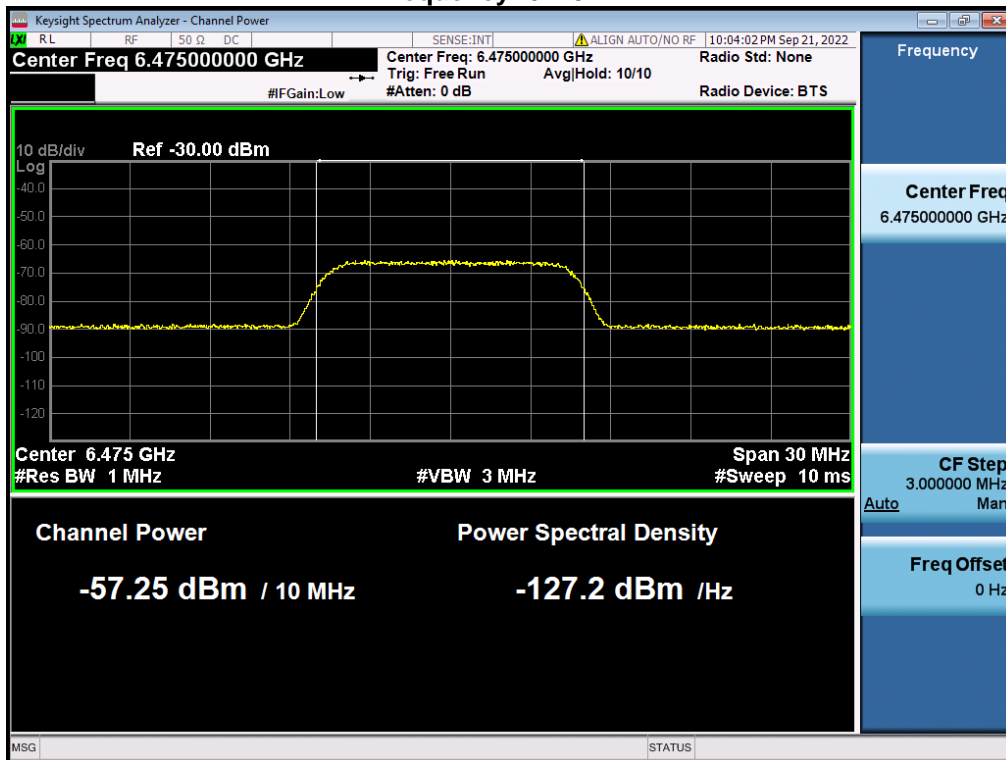 Keysight Spectrum Analyzer - Channel Power
LXI RL RF 50 Ω DC SENSE:INT ALIGN AUTO/NO RF 10:04:02 PM Sep 21, 2022
Center Freq 6.475000000 GHz
Center Freq: 6.475000000 GHz
Radio Std: None
Trig: Free Run Avg|Hold: 10/10
#IFGain:Low
#Atten: 0 dB
Radio Device: BTS
10 dB/div Ref -30.00 dBm
Log
-40.0
-50.0
-60.0
-70.0
-80.0
-90.0
-100
-110
-120
Center 6.475 GHz Span 30 MHz
#Res BW 1 MHz #VBW 3 MHz #Sweep 10 ms
Channel Power Power Spectral Density
-57.25 dBm / 10 MHz -127.2 dBm /Hz
MSG STATUS
Frequency
Center Freq
6.475000000 GHz
CF Step
3.000000 MHz
Auto Man
Freq Offset
0 Hz